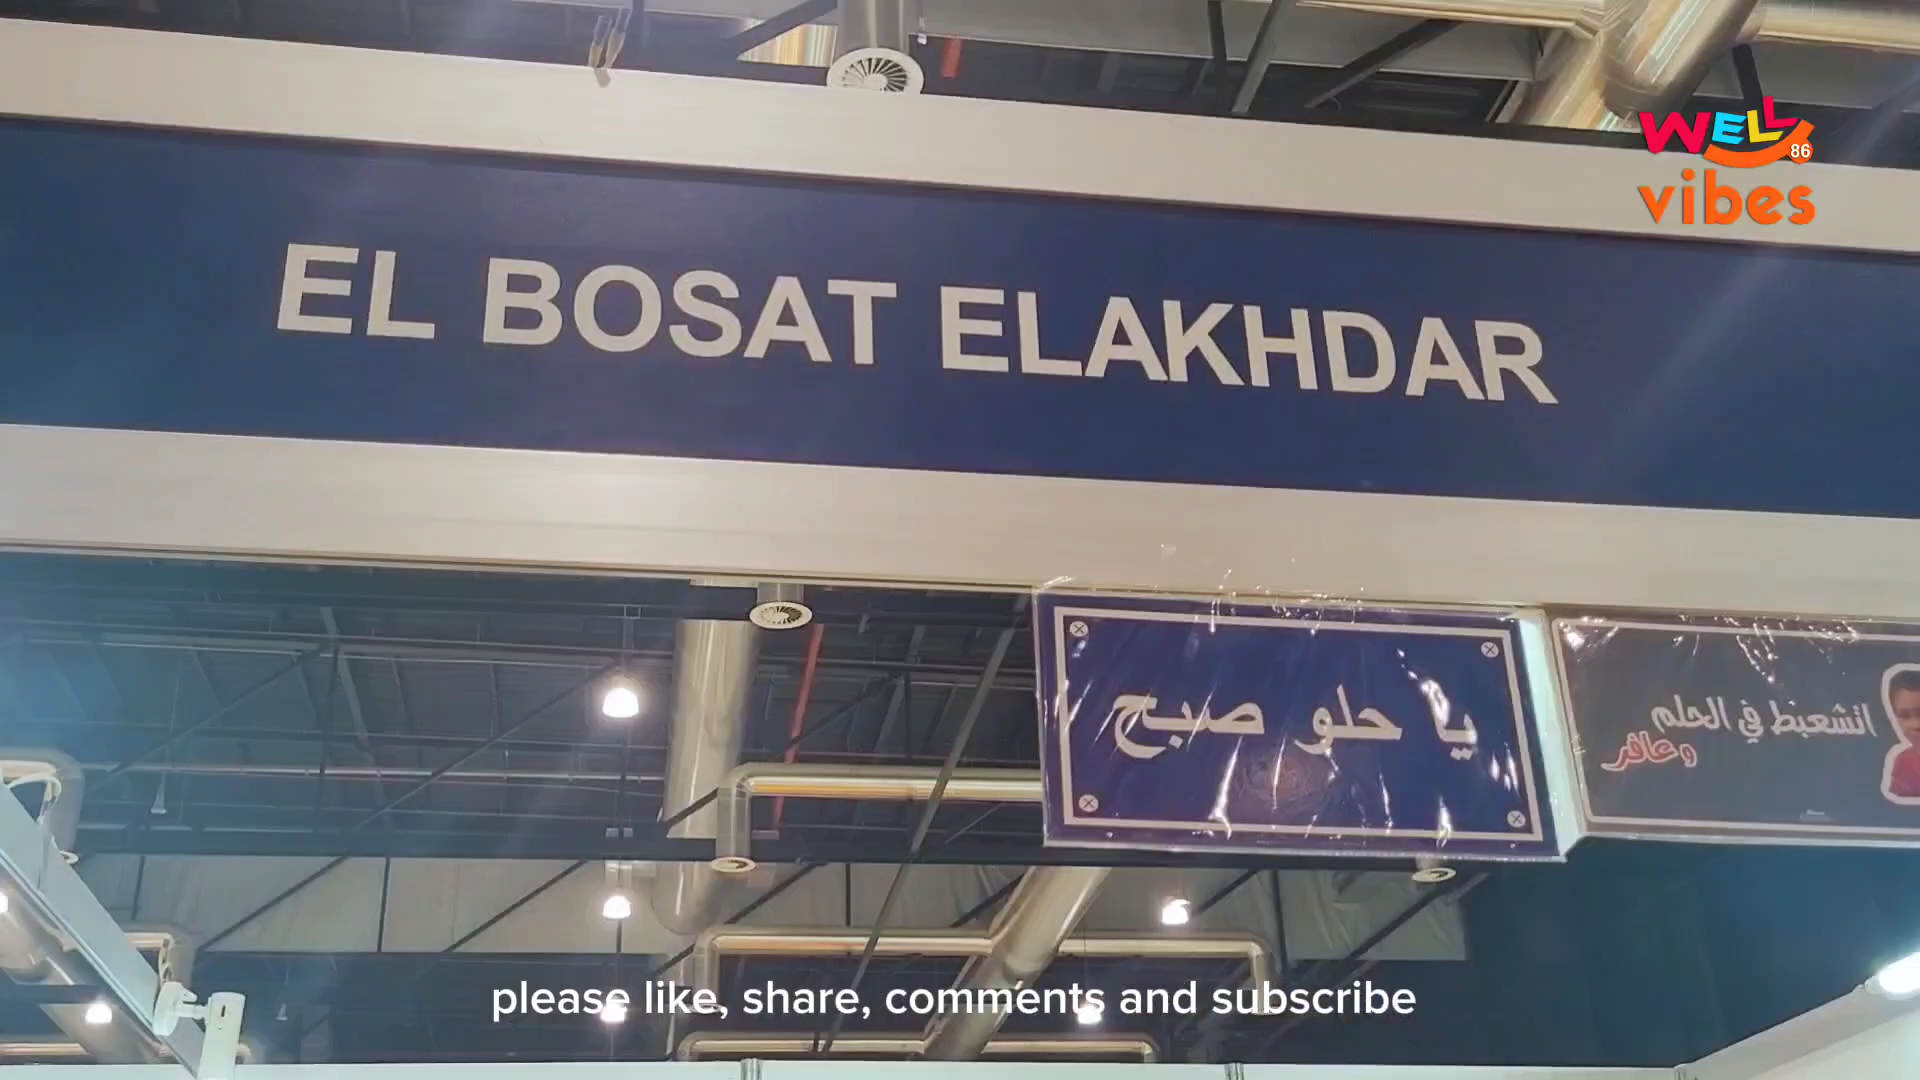 WELL
86
vibes
EL BOSAT ELAKHDAR
يا حلو صبح
اتشعبط في الحلم
وعافر
please like, share, comments and subscribe